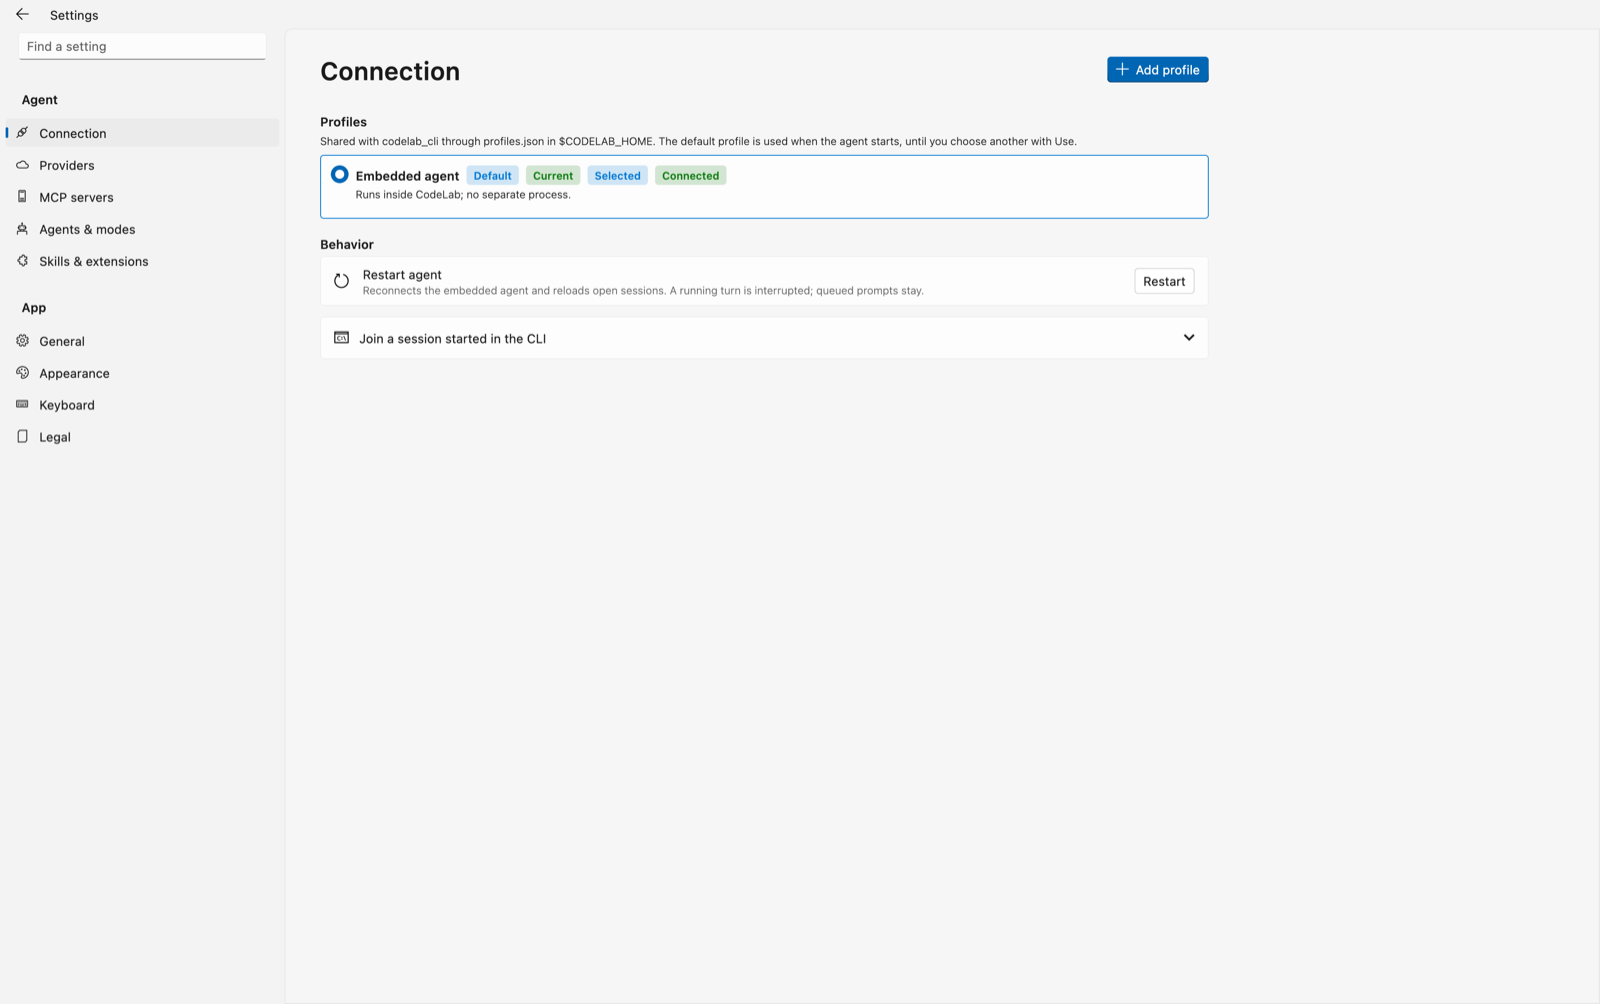 Settings
Find a setting
Agent
Connection
Providers
MCP servers
Agents & modes
Skills & extensions
App
General
Appearance
Keyboard
Legal
Connection
Add profile
Profiles
Shared with codelab_cli through profiles.json in $CODELAB_HOME. The default profile is used when the agent starts, until you choose another with Use.
Embedded agent Default Current Selected Connected
Runs inside CodeLab; no separate process.
Behavior
Restart agent
Reconnects the embedded agent and reloads open sessions. A running turn is interrupted; queued prompts stay.
Restart
Join a session started in the CLI